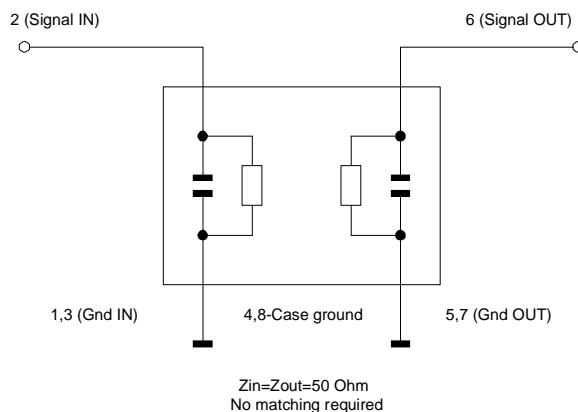 2 (Signal IN)
6 (Signal OUT)
1,3 (Gnd IN)
4,8-Case ground
5,7 (Gnd OUT)
Zin=Zout=50 Ohm
No matching required